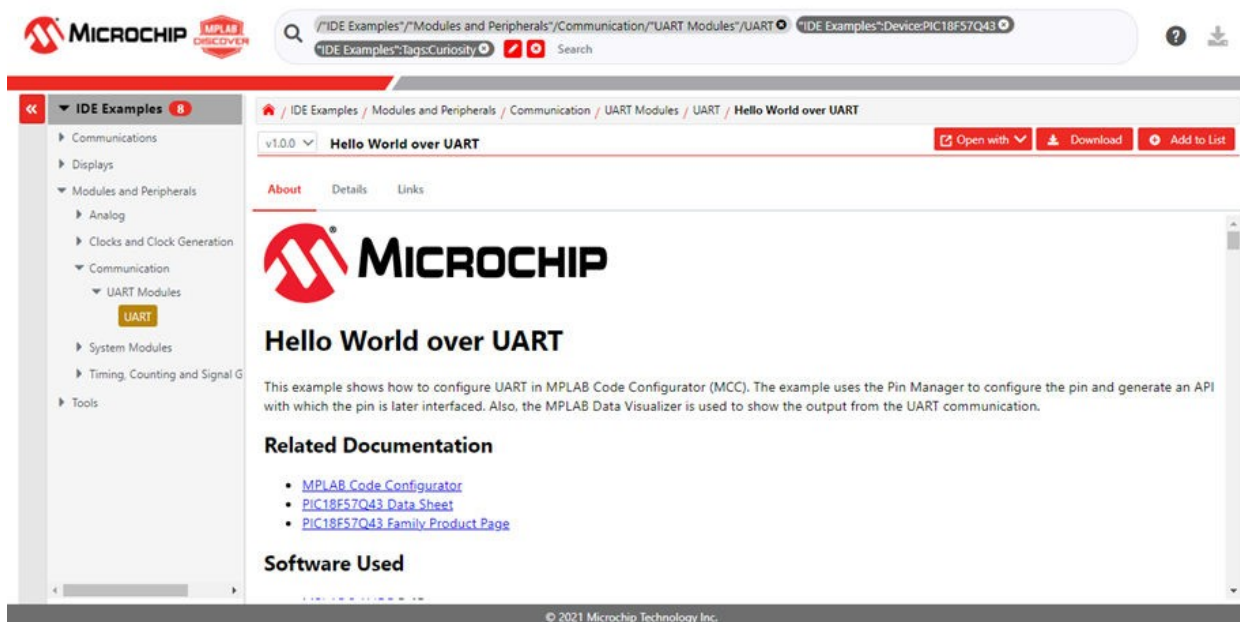 MICROCHIP
MPLAB
DISCOVER
/"IDE Examples"/"Modules and Peripherals"/Communication/"UART Modules"/UART
"IDE Examples":Device:PIC18F57Q43
"IDE Examples":Tags:Curiosity
Search
IDE Examples 8
Communications
Displays
Modules and Peripherals
Analog
Clocks and Clock Generation
Communication
UART Modules
UART
System Modules
Timing, Counting and Signal G
Tools
/ IDE Examples / Modules and Peripherals / Communication / UART Modules / UART / Hello World over UART
v1.0.0 Hello World over UART
Open with
Download
Add to List
About Details Links
MICROCHIP
Hello World over UART
This example shows how to configure UART in MPLAB Code Configurator (MCC). The example uses the Pin Manager to configure the pin and generate an API
with which the pin is later interfaced. Also, the MPLAB Data Visualizer is used to show the output from the UART communication.
Related Documentation
• MPLAB Code Configurator
• PIC18F57Q43 Data Sheet
• PIC18F57Q43 Family Product Page
Software Used
© 2021 Microchip Technology Inc.